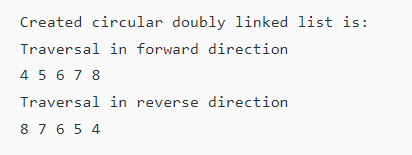 Created circular doubly linked list is:
Traversal in forward direction
4 5 6 7 8
Traversal in reverse direction
8 7 6 5 4